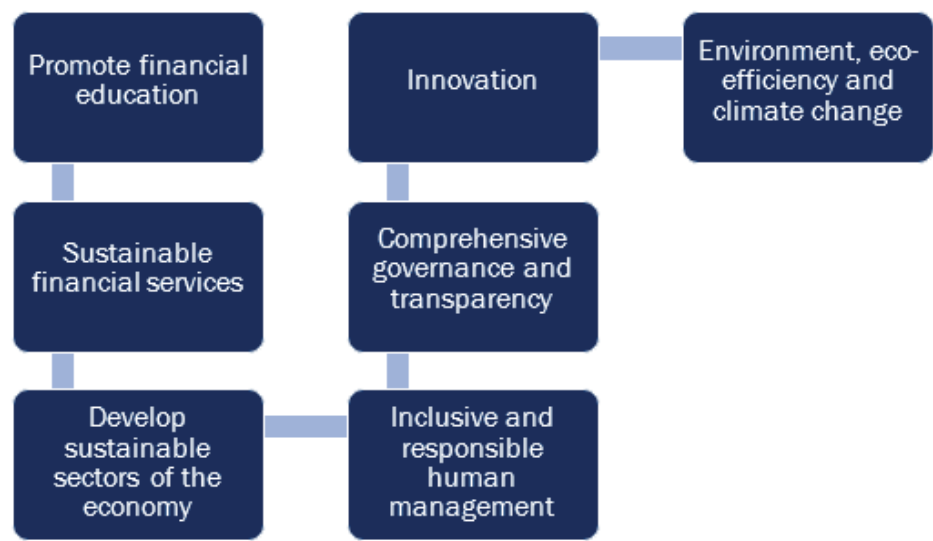 Promote financial
education
Sustainable
financial services
Develop
sustainable
sectors of the
economy
Inclusive and
responsible
human
management
Comprehensive
governance and
transparency
Innovation
Environment, eco-
efficiency and
climate change